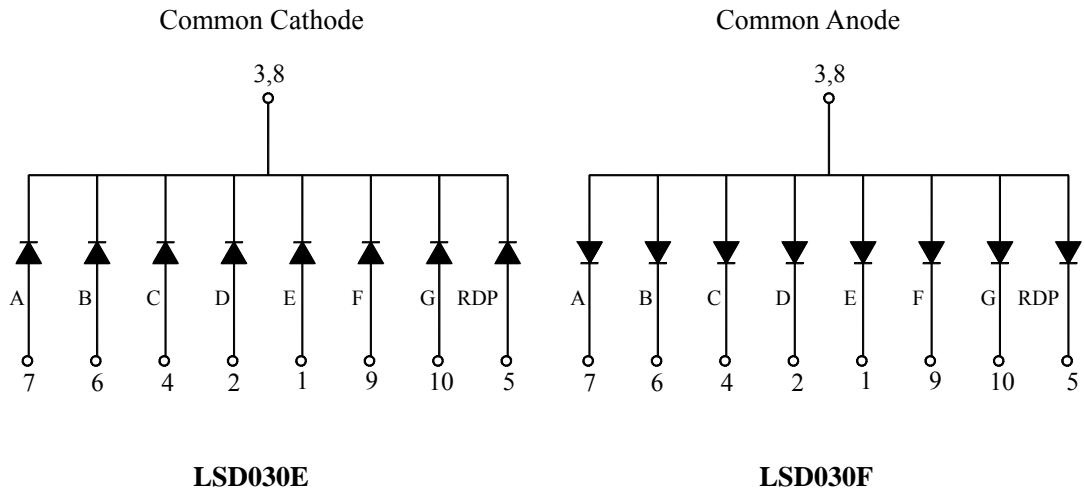 Common Cathode
Common Anode
3,8
3,8
A B C D E F G RDP
A B C D E F G RDP
7 6 4 2 1 9 10 5
7 6 4 2 1 9 10 5
LSD030E
LSD030F